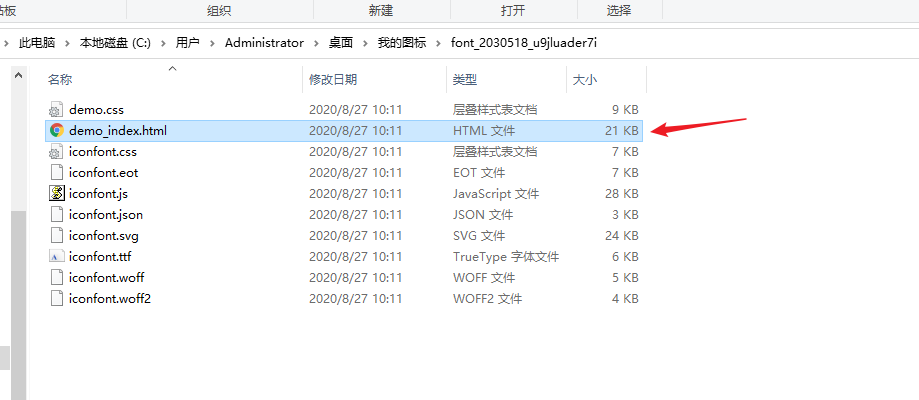 贴板 组织 新建 打开 选择
此电脑 本地磁盘 (C:) 用户 Administrator 桌面 我的图标 font_2030518_u9jluader7i
名称 修改日期 类型 大小
demo.css 2020/8/27 10:11 层叠样式表文档 9 KB
demo_index.html 2020/8/27 10:11 HTML 文件 21 KB
iconfont.css 2020/8/27 10:11 层叠样式表文档 7 KB
iconfont.eot 2020/8/27 10:11 EOT 文件 7 KB
iconfont.js 2020/8/27 10:11 JavaScript 文件 28 KB
iconfont.json 2020/8/27 10:11 JSON 文件 3 KB
iconfont.svg 2020/8/27 10:11 SVG 文件 24 KB
iconfont.ttf 2020/8/27 10:11 TrueType 字体文件 6 KB
iconfont.woff 2020/8/27 10:11 WOFF 文件 5 KB
iconfont.woff2 2020/8/27 10:11 WOFF2 文件 4 KB